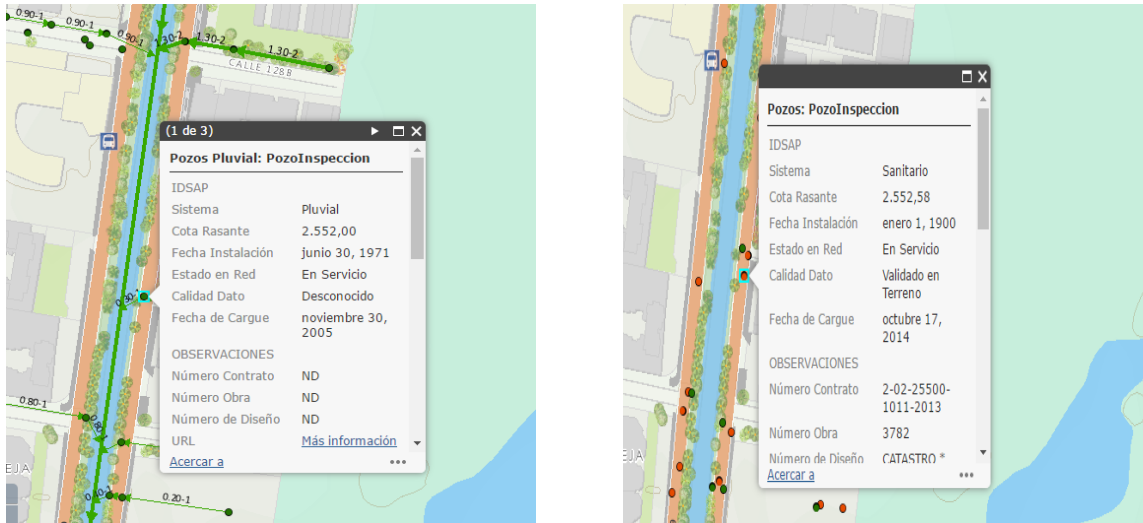 0.90-1
0.90-1
0.90-1
1.30-2
1.30-2
1.30-2
CALLE 128B
(1 de 3)
Pozos Pluvial: PozoInspeccion
IDSAP
Sistema Pluvial
Cota Rasante 2.552,00
Fecha Instalación junio 30, 1971
Estado en Red En Servicio
Calidad Dato Desconocido
Fecha de Cargue noviembre 30,
2005
OBSERVACIONES
Número Contrato ND
Número Obra ND
Número de Diseño ND
URL Más información
Acercar a
0.80-1
EJA
0.20-1
Pozos: PozoInspeccion
IDSAP
Sistema Sanitario
Cota Rasante 2.552,58
Fecha Instalación enero 1, 1900
Estado en Red En Servicio
Calidad Dato Validado en
Terreno
Fecha de Cargue octubre 17,
2014
OBSERVACIONES
Número Contrato 2-02-25500-
1011-2013
Número Obra 3782
Número de Diseño CATASTRO *
Acercar a
EJA